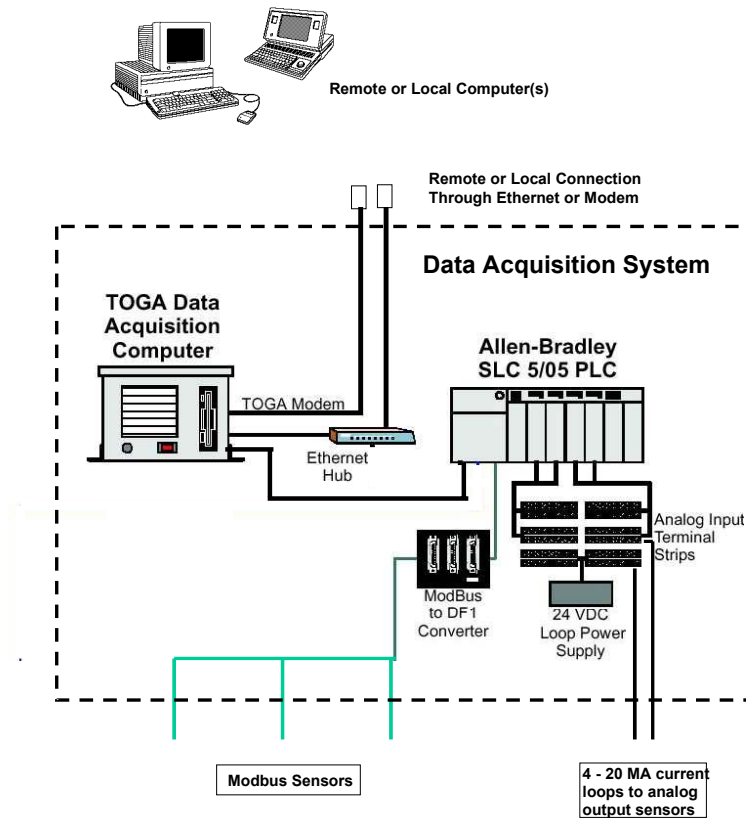 Remote or Local Computer(s)
Remote or Local Connection
Through Ethernet or Modem
Data Acquisition System
TOGA Data
Acquisition
Computer
Allen-Bradley
SLC 5/05 PLC
TOGA Modem
Ethernet
Hub
Analog Input
Terminal
Strips
ModBus
to DF1
Converter
24 VDC
Loop Power
Supply
Modbus Sensors
4 - 20 MA current
loops to analog
output sensors